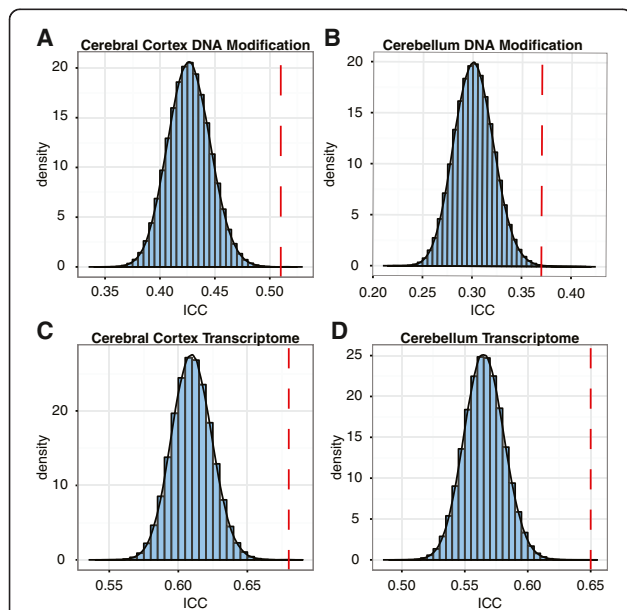 A
Cerebral Cortex DNA Modification
20
15
10
5
0
density
0.35 0.40 0.45 0.50
ICC
B
Cerebellum DNA Modification
20
15
10
5
0
density
0.20 0.25 0.30 0.35 0.40
ICC
C
Cerebral Cortex Transcriptome
20
10
0
density
0.55 0.60 0.65
ICC
D
Cerebellum Transcriptome
25
20
15
10
5
0
density
0.50 0.55 0.60 0.65
ICC